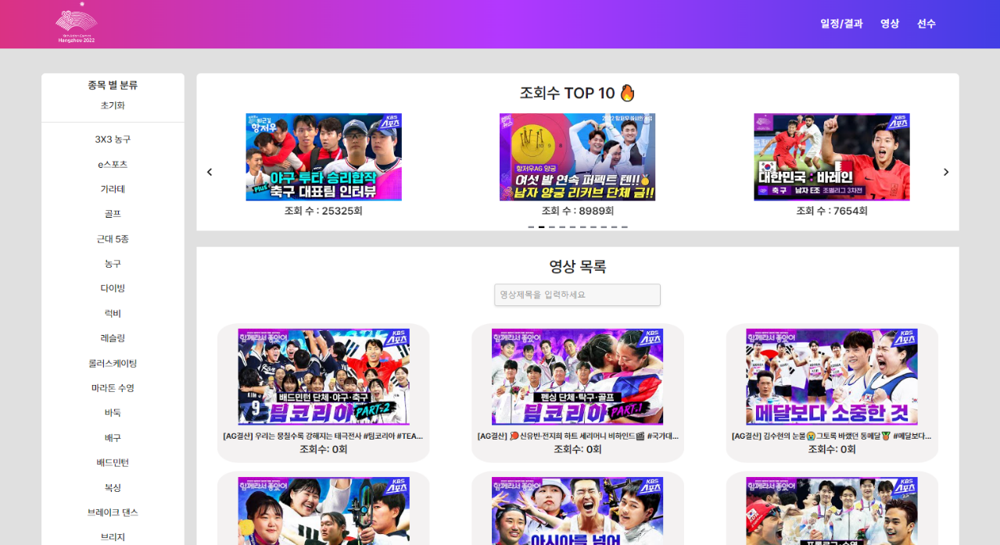 19th Asian Games
Hangzhou 2022
일정/결과 영상 선수
종목 별 분류
초기화
3X3 농구
e스포츠
가라테
골프
근대 5종
농구
다이빙
럭비
레슬링
롤러스케이팅
마라톤 수영
바둑
배구
배드민턴
복싱
브레이크 댄스
브리지
조회수 TOP 10 🔥
퇴근길
항저우
KBS
스포츠
야구 투타 승리합작
Plus
축구 대표팀 인터뷰
조회 수 : 25325회
2022 항저우 아시안게임
항저우AG 양궁
여섯 발 연속 퍼펙트 텐!!🥇
남자 양궁 리커브 단체 금!!
조회 수 : 8989회
KBS
스포츠
대한민국 : 바레인
축구 남자 E조 조별리그 3차전
조회 수 : 7654회
영상 목록
영상제목을 입력하세요
함께라서 좋았어
KBS
스포츠
배드민턴 단체·야구·축구
팀코리아 PART.2
[AG결산] 우리는 뭉칠수록 강해지는 태극전사 #팀코리아 #TEA...
조회수: 0회
함께라서 좋았어
KBS
스포츠
펜싱 단체·탁구·골프
팀코리아 PART.1
[AG결산] 🏓신유빈·전지희 하트 세리머니 비하인드🎬 #국가대...
조회수: 0회
함께라서 좋았어
KBS
스포츠
메달보다 소중한 것
[AG결산] 김수현의 눈물😭그토록 바랬던 동메달🥉 #메달보다...
조회수: 0회
함께라서 좋았어
KBS
스포츠
함께라서 좋았어
KBS
스포츠
아시아를 넘어
함께라서 좋았어
KBS
스포츠